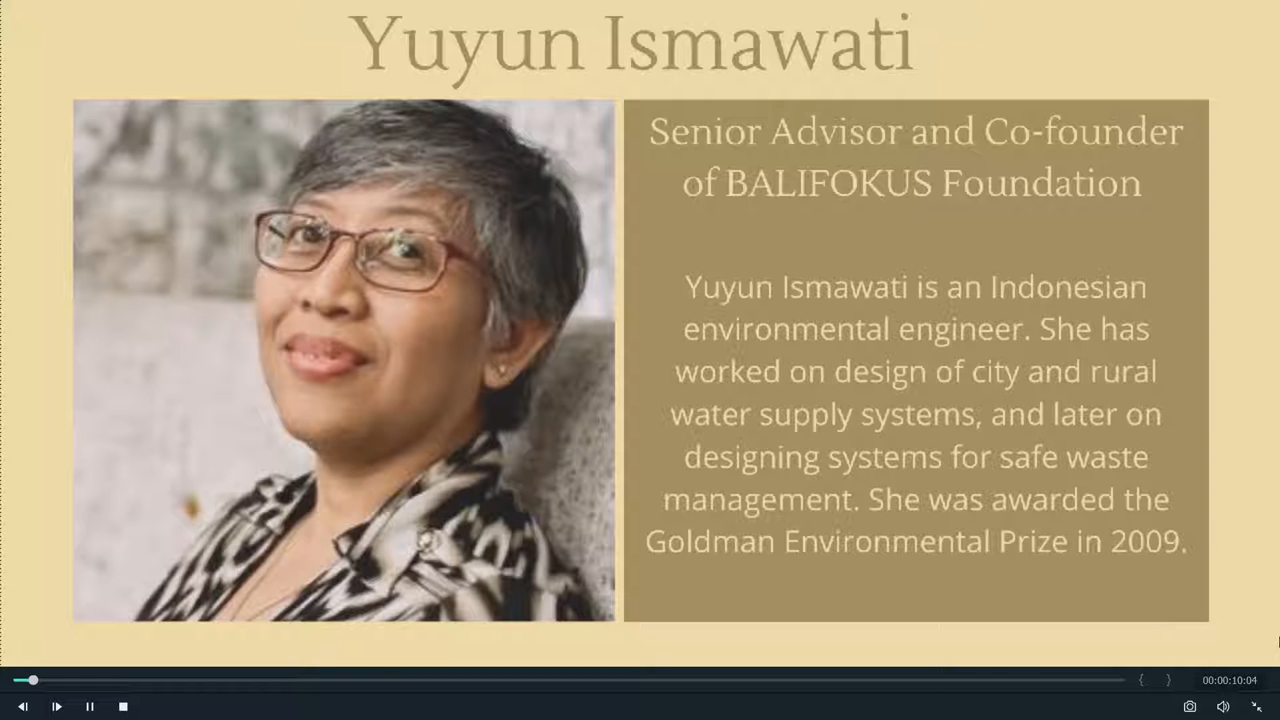 Yuyun Ismawati
Senior Advisor and Co-founder
of BALIFOKUS Foundation
Yuyun Ismawati is an Indonesian
environmental engineer. She has
worked on design of city and rural
water supply systems, and later on
designing systems for safe waste
management. She was awarded the
Goldman Environmental Prize in 2009.
{ }
00:00:10:04